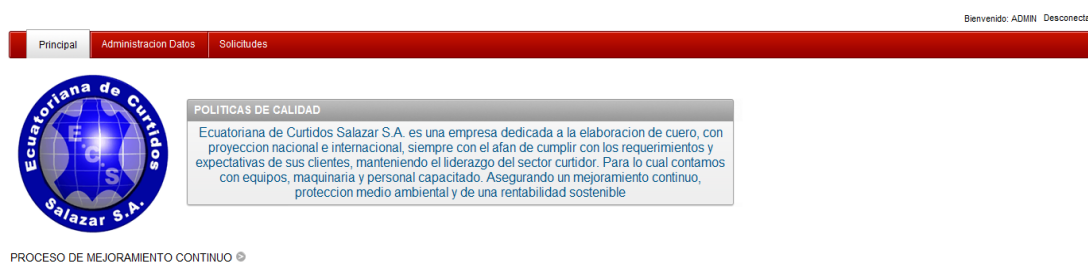 Bienvenido: ADMIN Desconecta
Principal Administracion Datos Solicitudes
Ecuatoriana de Curtidos
E.C.S
Salazar S.A.
POLITICAS DE CALIDAD
Ecuatoriana de Curtidos Salazar S.A. es una empresa dedicada a la elaboracion de cuero, con
proyeccion nacional e internacional, siempre con el afan de cumplir con los requerimientos y
expectativas de sus clientes, manteniendo el liderazgo del sector curtidor. Para lo cual contamos
con equipos, maquinaria y personal capacitado. Asegurando un mejoramiento continuo,
proteccion medio ambiental y de una rentabilidad sostenible
PROCESO DE MEJORAMIENTO CONTINUO